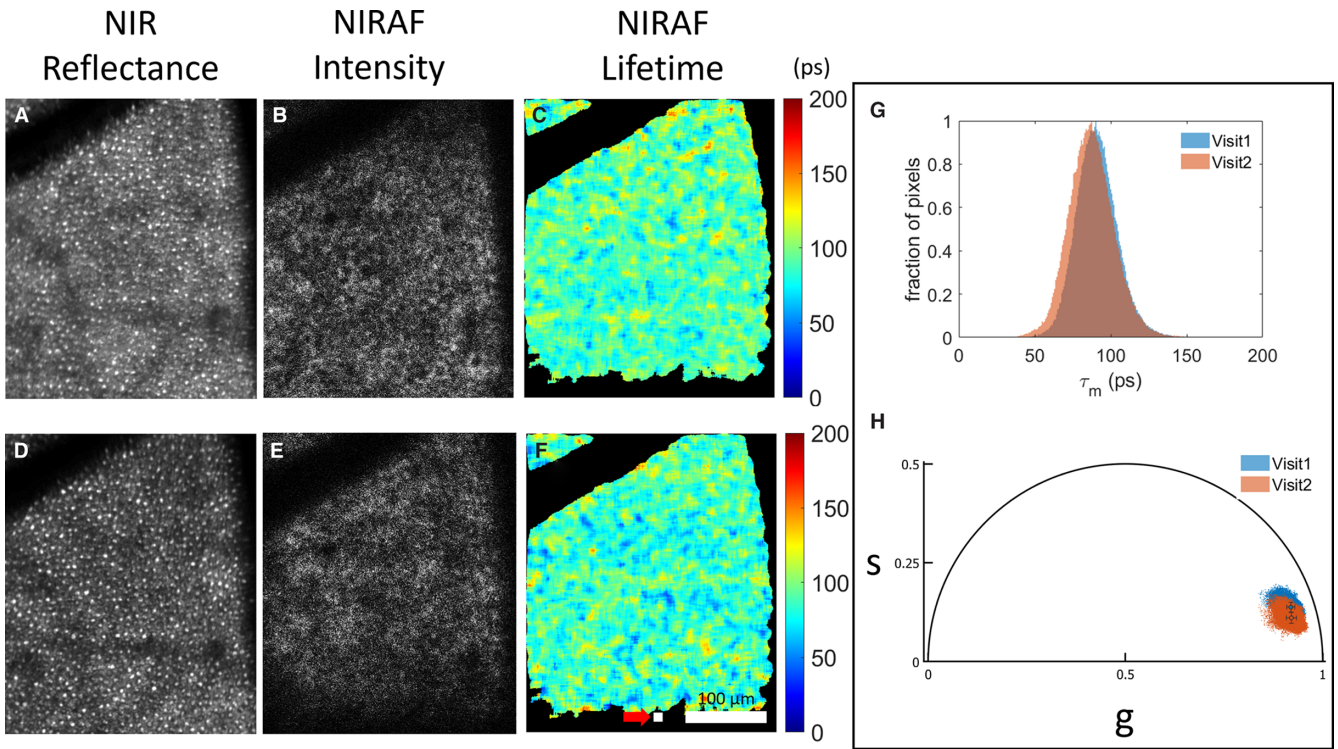 NIR
Reflectance
NIRAF
Intensity
NIRAF
Lifetime
(ps)
A
B
C
200
150
100
50
0
D
E
F
100 µm
200
150
100
50
0
G
1
0.8
0.6
0.4
0.2
0
fraction of pixels
Visit1
Visit2
0
50
100
150
200
τm (ps)
H
0.5
0.25
0
S
Visit1
Visit2
0
0.5
1
g